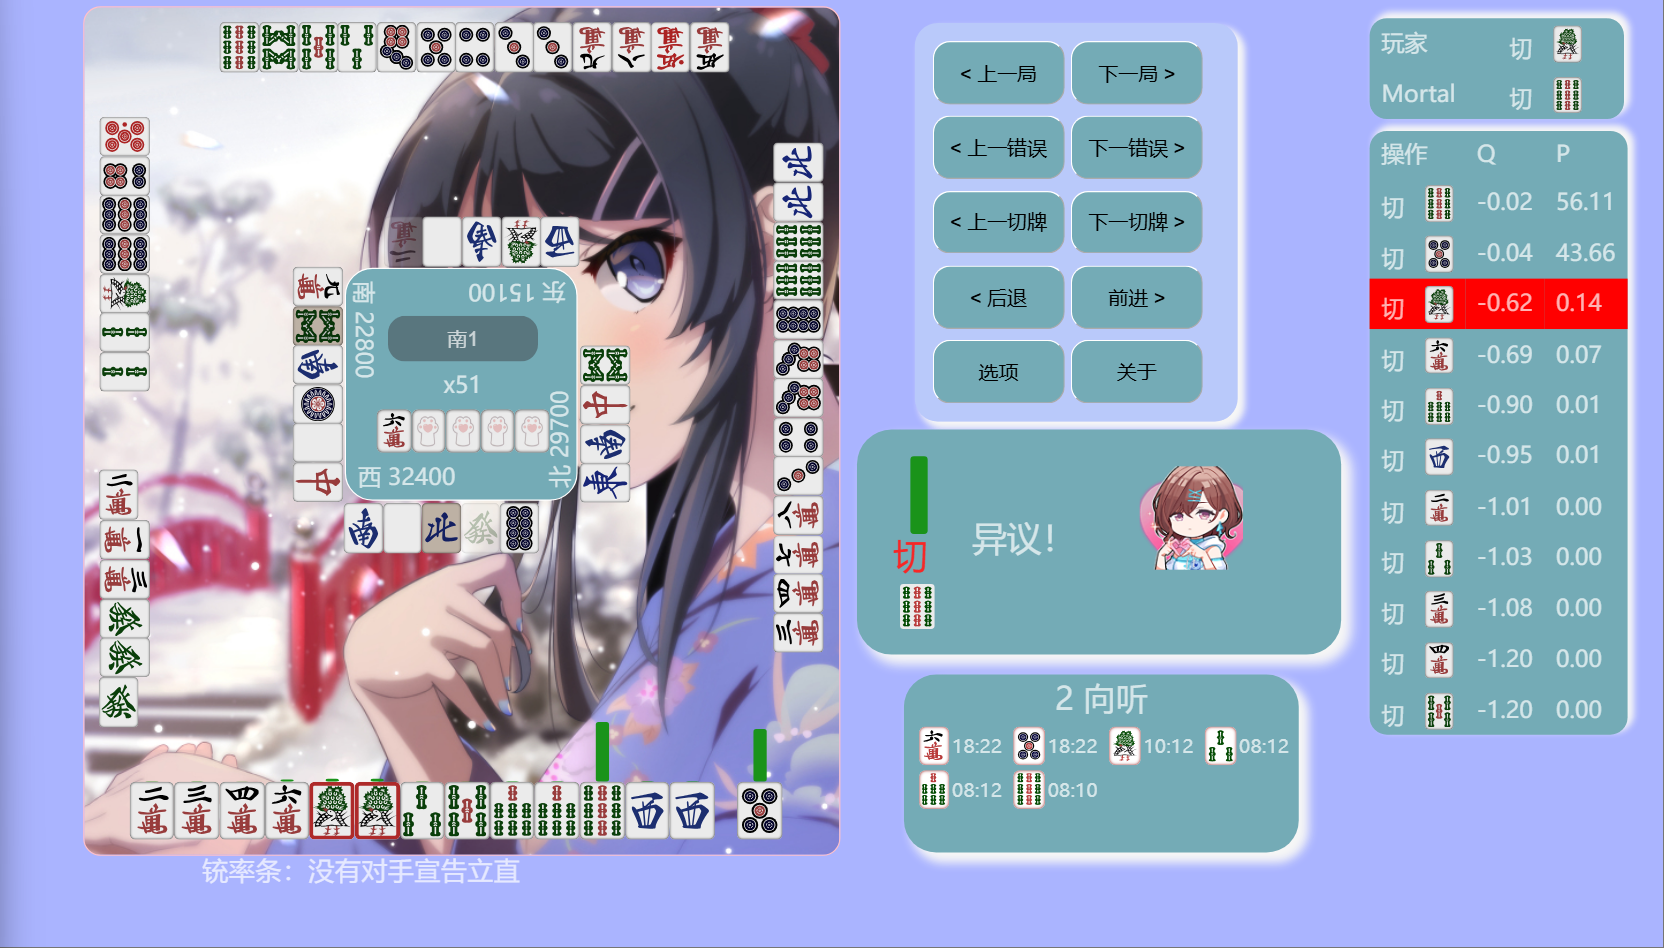 < 上一局
下一局 >
< 上一错误
下一错误 >
< 上一切牌
下一切牌 >
< 后退
前进 >
选项
关于
玩家 切
Mortal 切
操作 Q P
切 -0.02 56.11
切 -0.04 43.66
切 -0.62 0.14
切 -0.69 0.07
切 -0.90 0.01
切 -0.95 0.01
切 -1.01 0.00
切 -1.03 0.00
切 -1.08 0.00
切 -1.20 0.00
切 -1.20 0.00
东 15100
南 22800
南1
x51
北 29700
西 32400
切
异议!
2 向听
18:22 18:22 10:12 08:12
08:12 08:10
铳率条：没有对手宣告立直